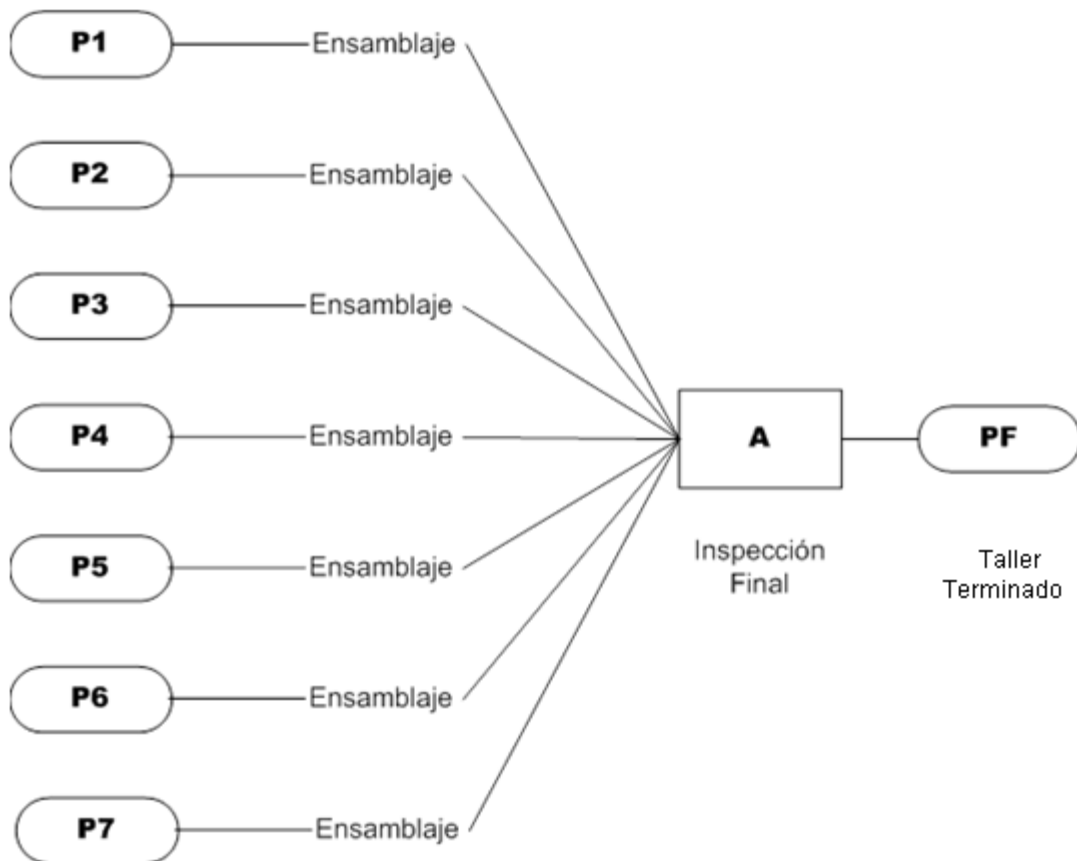 P1 Ensamblaje
P2 Ensamblaje
P3 Ensamblaje
P4 Ensamblaje
A PF
P5 Ensamblaje
Inspección
Final
Taller
Terminado
P6 Ensamblaje
P7 Ensamblaje